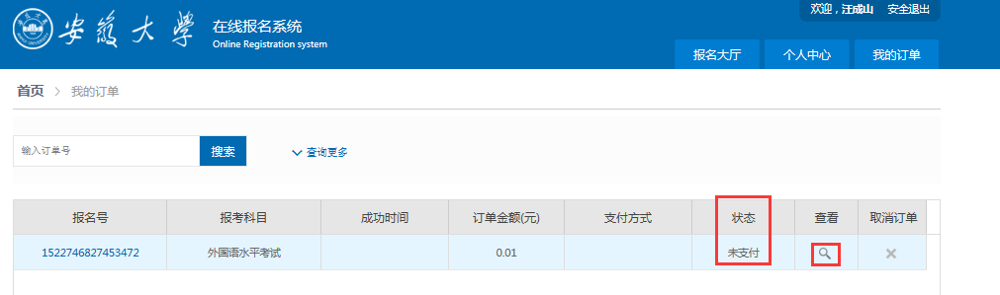 欢迎，汪成山 安全退出
安徽大学
在线报名系统
Online Registration system
报名大厅 个人中心 我的订单
首页 > 我的订单
输入订单号 搜索 查询更多
报名号 报考科目 成功时间 订单金额(元) 支付方式 状态 查看 取消订单
1522746827453472 外国语水平考试 0.01 未支付